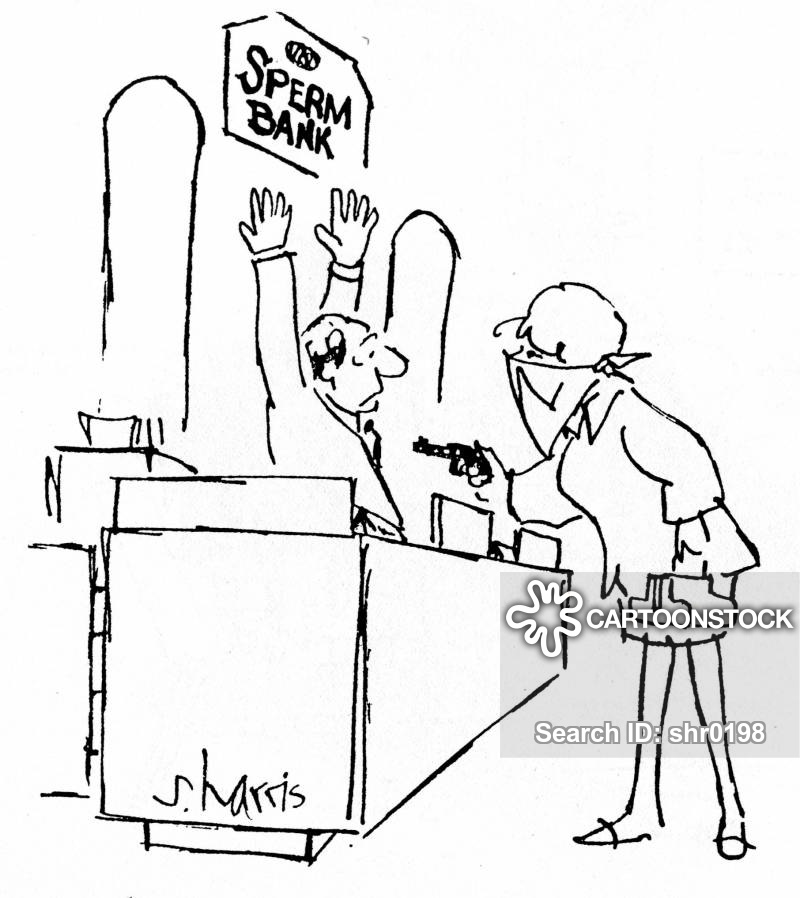 SPERM
BANK
CARTOONSTOCK
Search ID: shr0198
s.harris